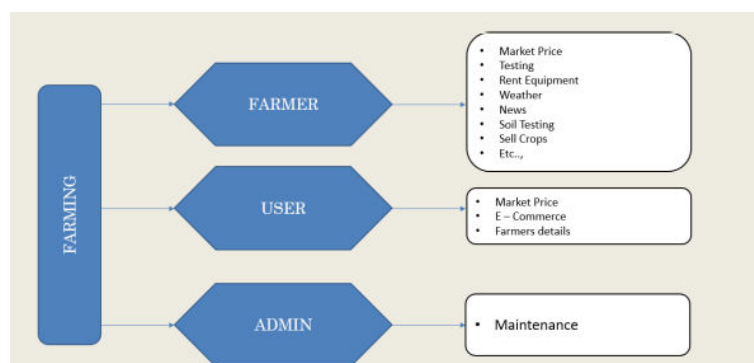 FARMING
FARMER
• Market Price
• Testing
• Rent Equipment
• Weather
• News
• Soil Testing
• Sell Crops
• Etc..,
USER
• Market Price
• E – Commerce
• Farmers details
ADMIN
• Maintenance